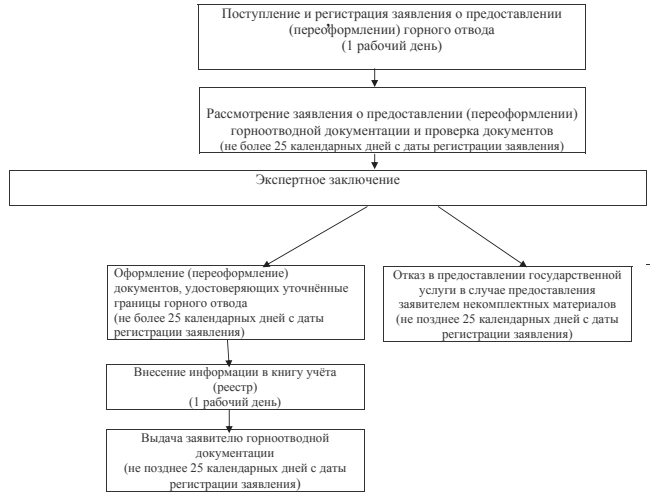 Поступление и регистрация заявления о предоставлении
(переоформлении) горного отвода
(1 рабочий день)
Рассмотрение заявления о предоставлении (переоформлении)
горноотводной документации и проверка документов
(не более 25 календарных дней с даты регистрации заявления)
Экспертное заключение
Оформление (переоформление)
документов, удостоверяющих уточнённые
границы горного отвода
(не более 25 календарных дней с даты
регистрации заявления)
Отказ в предоставлении государственной
услуги в случае предоставления
заявителем некомплектных материалов
(не позднее 25 календарных дней с даты
регистрации заявления)
Внесение информации в книгу учёта
(реестр)
(1 рабочий день)
Выдача заявителю горноотводной
документации
(не позднее 25 календарных дней с даты
регистрации заявления)